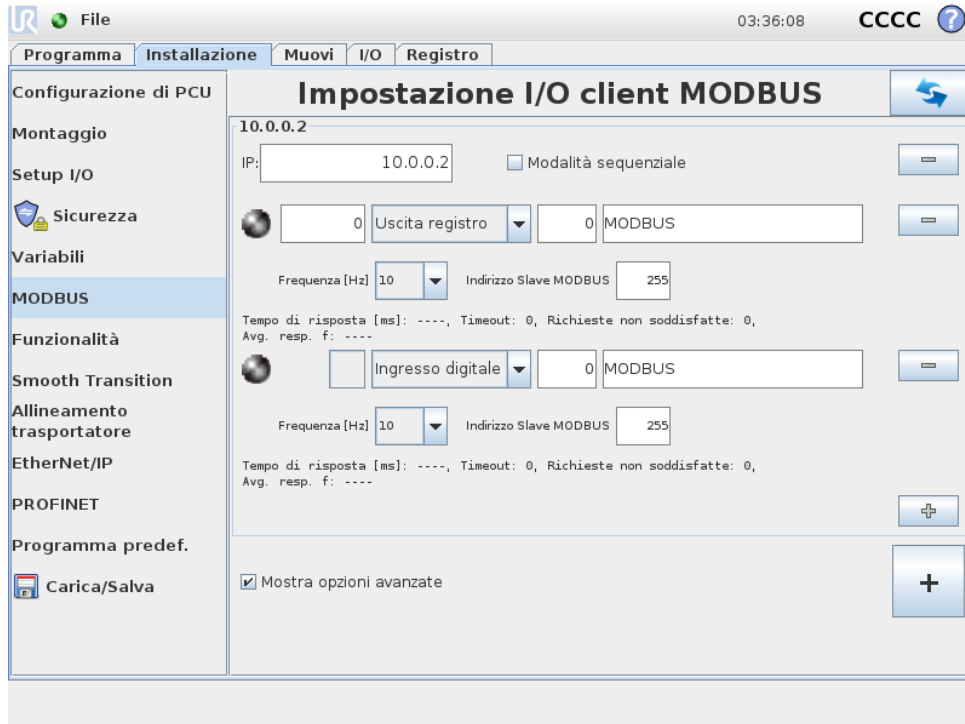 UR File 03:36:08 CCCC ?
Programma Installazione Muovi I/O Registro
Configurazione di PCU
Montaggio
Setup I/O
Sicurezza
Variabili
MODBUS
Funzionalità
Smooth Transition
Allineamento
trasportatore
EtherNet/IP
PROFINET
Programma predef.
Carica/Salva
Impostazione I/O client MODBUS
10.0.0.2
IP: 10.0.0.2 Modalità sequenziale
0 Uscita registro 0 MODBUS
Frequenza [Hz] 10 Indirizzo Slave MODBUS 255
Tempo di risposta [ms]: ----, Timeout: 0, Richieste non soddisfatte: 0,
Avg. resp. f: ----
Ingresso digitale 0 MODBUS
Frequenza [Hz] 10 Indirizzo Slave MODBUS 255
Tempo di risposta [ms]: ----, Timeout: 0, Richieste non soddisfatte: 0,
Avg. resp. f: ----
Mostra opzioni avanzate